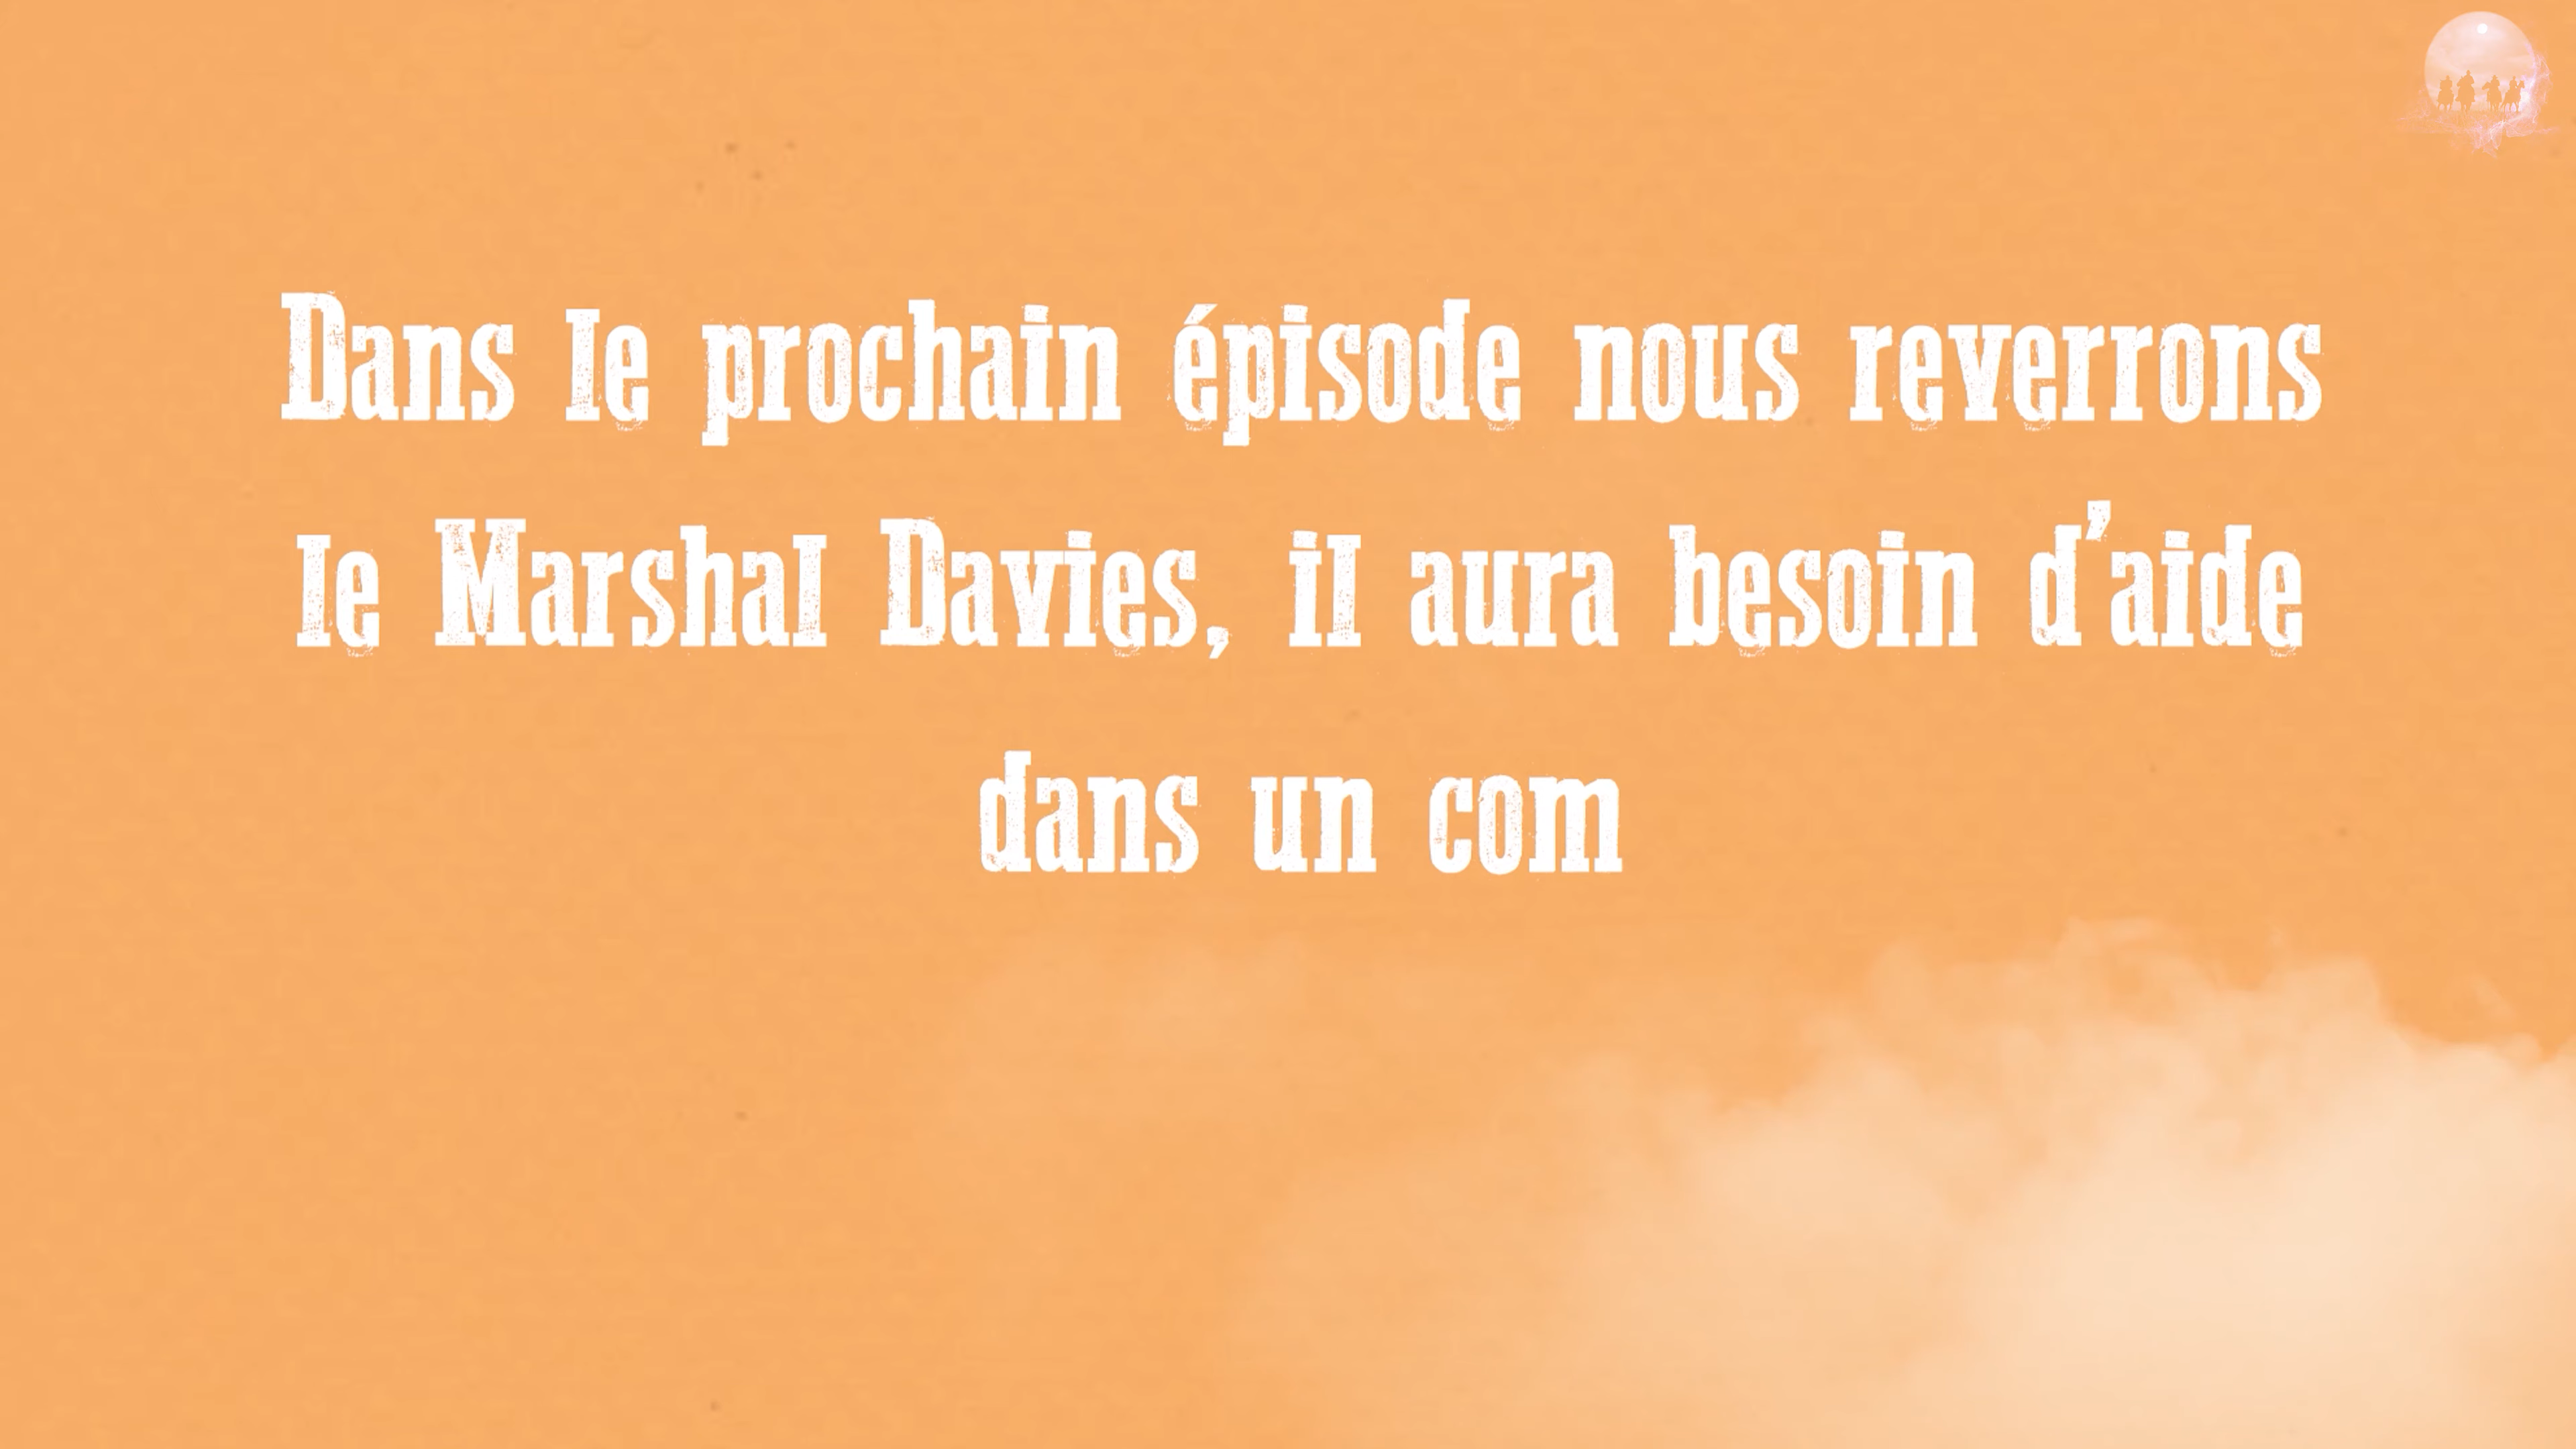 Dans le prochain épisode nous reverrons
le Marshal Davies, il aura besoin d'aide
dans un com